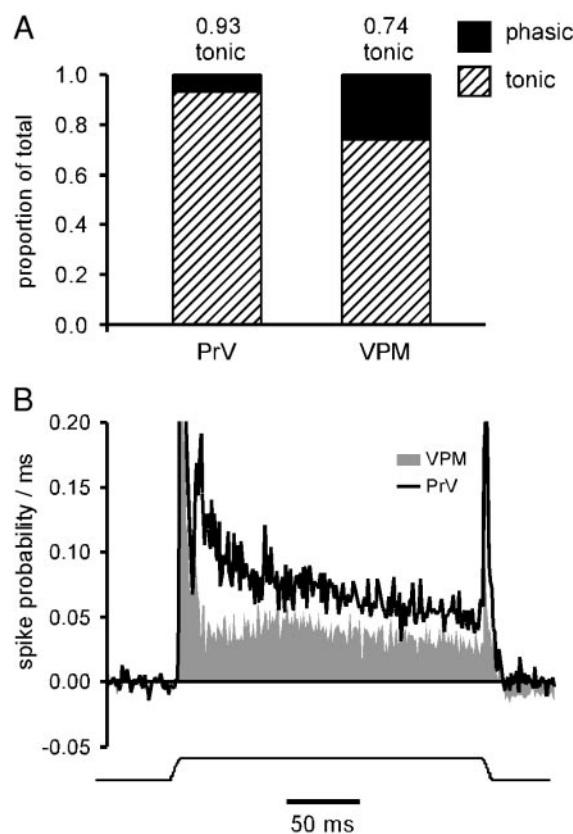 A
0.93 tonic
0.74 tonic
phasic
tonic
proportion of total
1.0
0.8
0.6
0.4
0.2
0.0
PrV
VPM
B
spike probability / ms
0.20
0.15
0.10
0.05
0.00
-0.05
VPM
PrV
50 ms